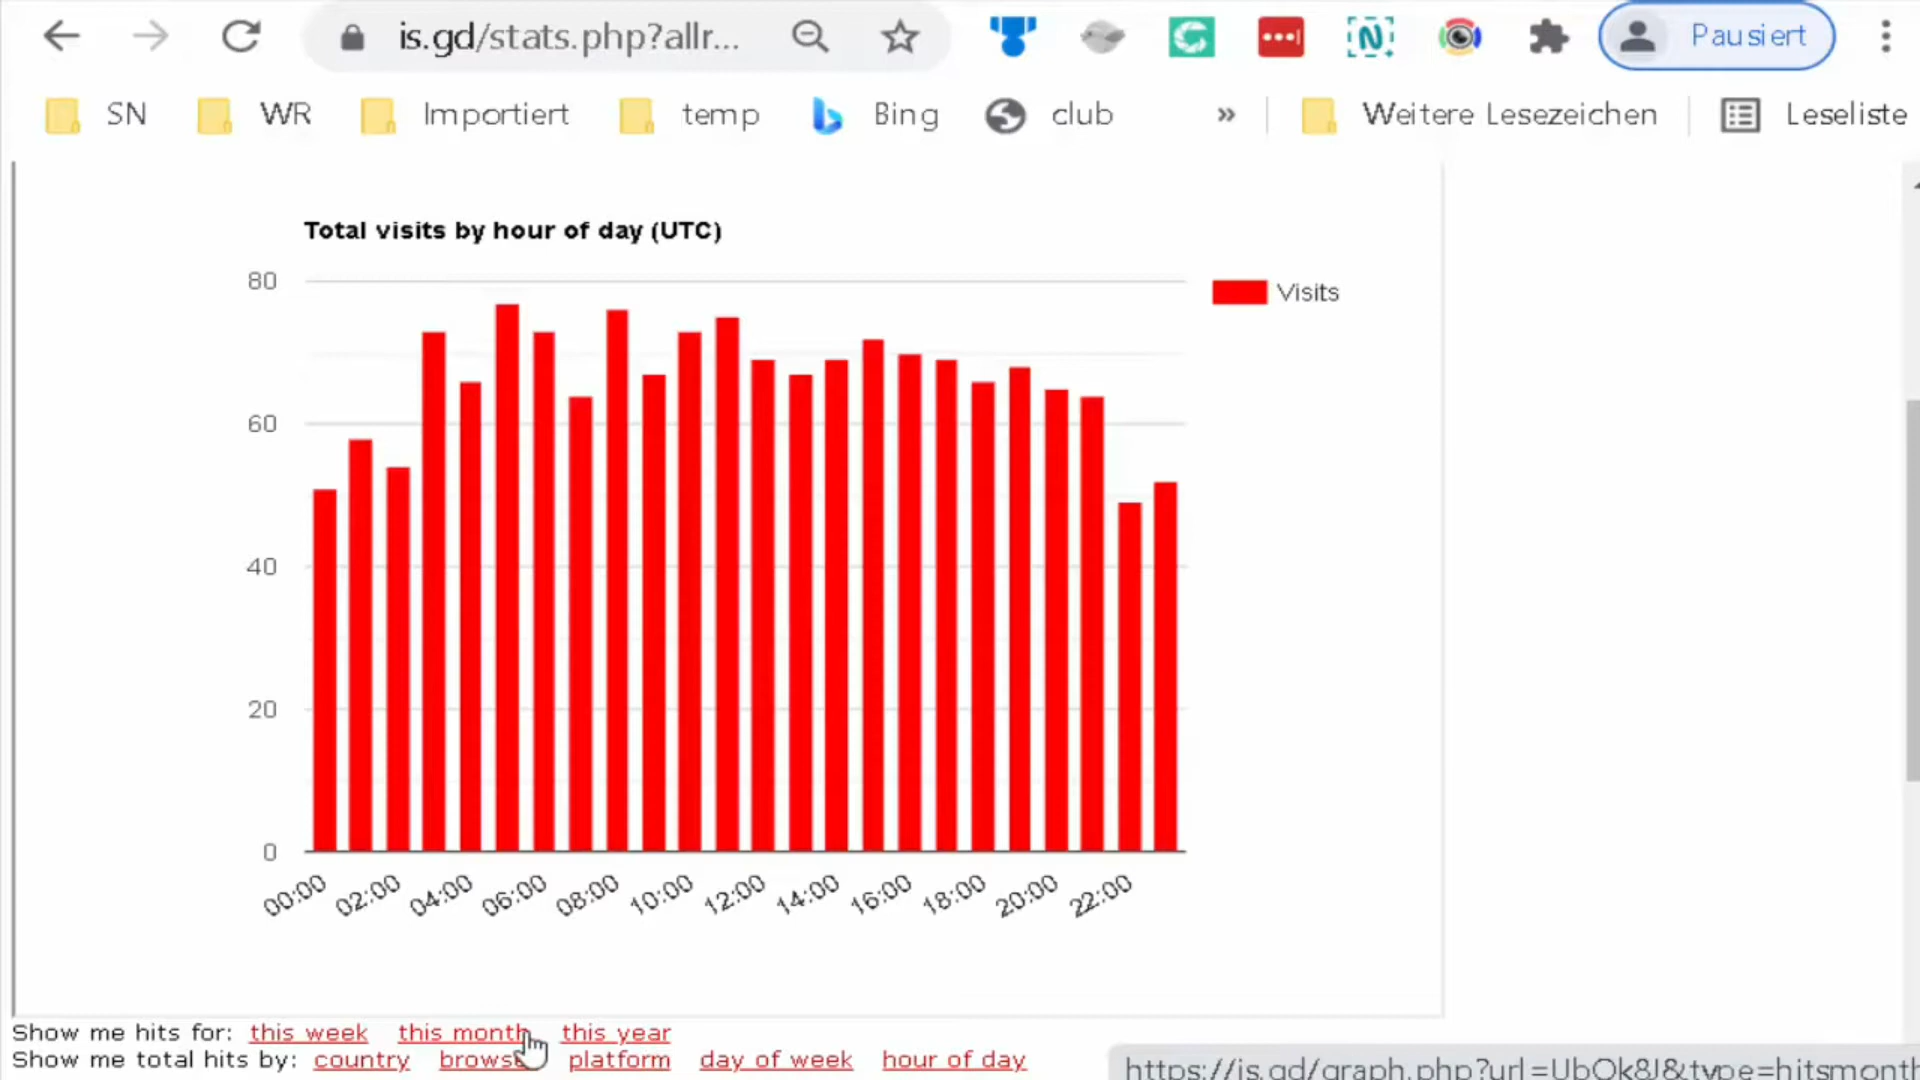 is.gd/stats.php?allr...
Pausiert
SN WR Importiert temp Bing club » Weitere Lesezeichen Leseliste
Total visits by hour of day (UTC)
80
Visits
60
40
20
0
00:00 02:00 04:00 06:00 08:00 10:00 12:00 14:00 16:00 18:00 20:00 22:00
Show me hits for: this week this month this year
Show me total hits by: country browse platform day of week hour of day
https://is.gd/graph.php?url=UbOk8J&type=hitsmonth